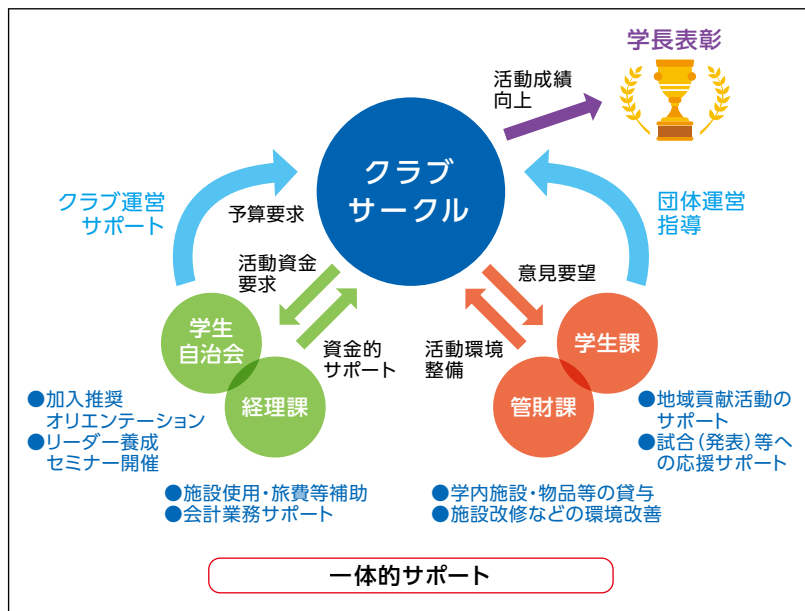 学長表彰
活動成績
向上
クラブ
サークル
クラブ運営
サポート
予算要求
団体運営
指導
活動資金
要求
意見要望
学生
自治会
資金的
サポート
活動環境
整備
学生課
経理課
管財課
●加入推奨
オリエンテーション
●リーダー養成
セミナー開催
●地域貢献活動の
サポート
●試合（発表）等へ
の応援サポート
●施設使用・旅費等補助
●会計業務サポート
●学内施設・物品等の貸与
●施設改修などの環境改善
一体的サポート